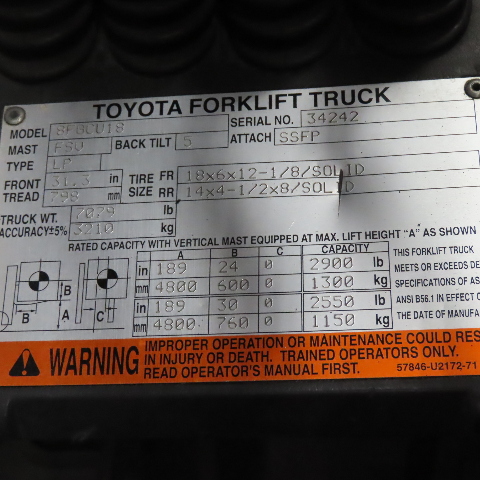 TOYOTA FORKLIFT TRUCK
MODEL 8FGCU18 SERIAL NO. 34242
MAST FSV BACK TILT 5 ATTACH SSFP
TYPE LP
FRONT TREAD 31.3 in 798 mm
TIRE SIZE FR 18x6x12-1/8/SOLID
RR 14x4-1/2x8/SOLID
TRUCK WT. 7079 lb
ACCURACY±5% 3210 kg
RATED CAPACITY WITH VERTICAL MAST EQUIPPED AT MAX. LIFT HEIGHT "A" AS SHOWN
A B C CAPACITY
in 189 24 0 2900 lb
mm 4800 600 0 1300 kg
in 189 30 0 2550 lb
mm 4800 760 0 1150 kg
B A B C
THIS FORKLIFT TRUCK
MEETS OR EXCEEDS
SPECIFICATIONS OF
ANSI B56.1 IN EFFECT
THE DATE OF
WARNING
IMPROPER OPERATION OR MAINTENANCE COULD
IN INJURY OR DEATH. TRAINED OPERATORS ONLY.
READ OPERATOR'S MANUAL FIRST. 57846-U2172-71